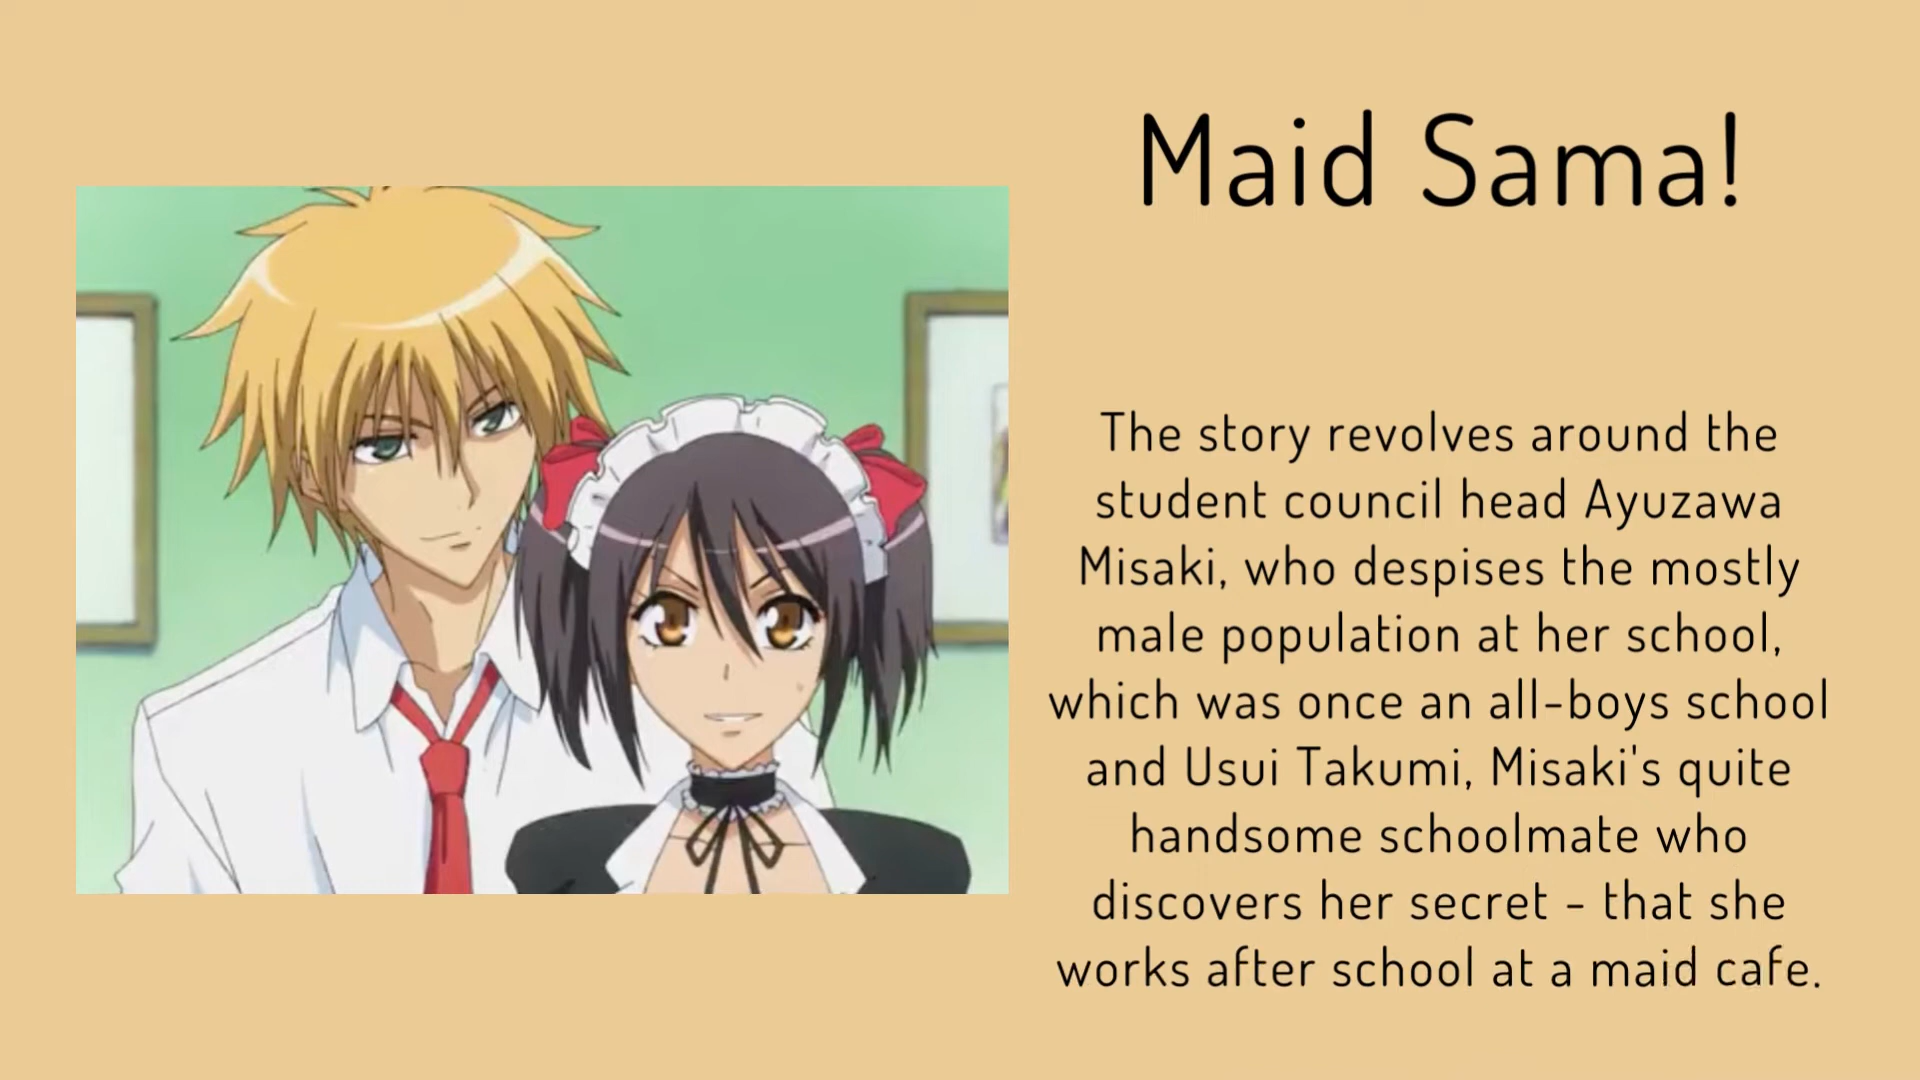 Maid Sama!
The story revolves around the
student council head Ayuzawa
Misaki, who despises the mostly
male population at her school,
which was once an all-boys school
and Usui Takumi, Misaki's quite
handsome schoolmate who
discovers her secret - that she
works after school at a maid cafe.